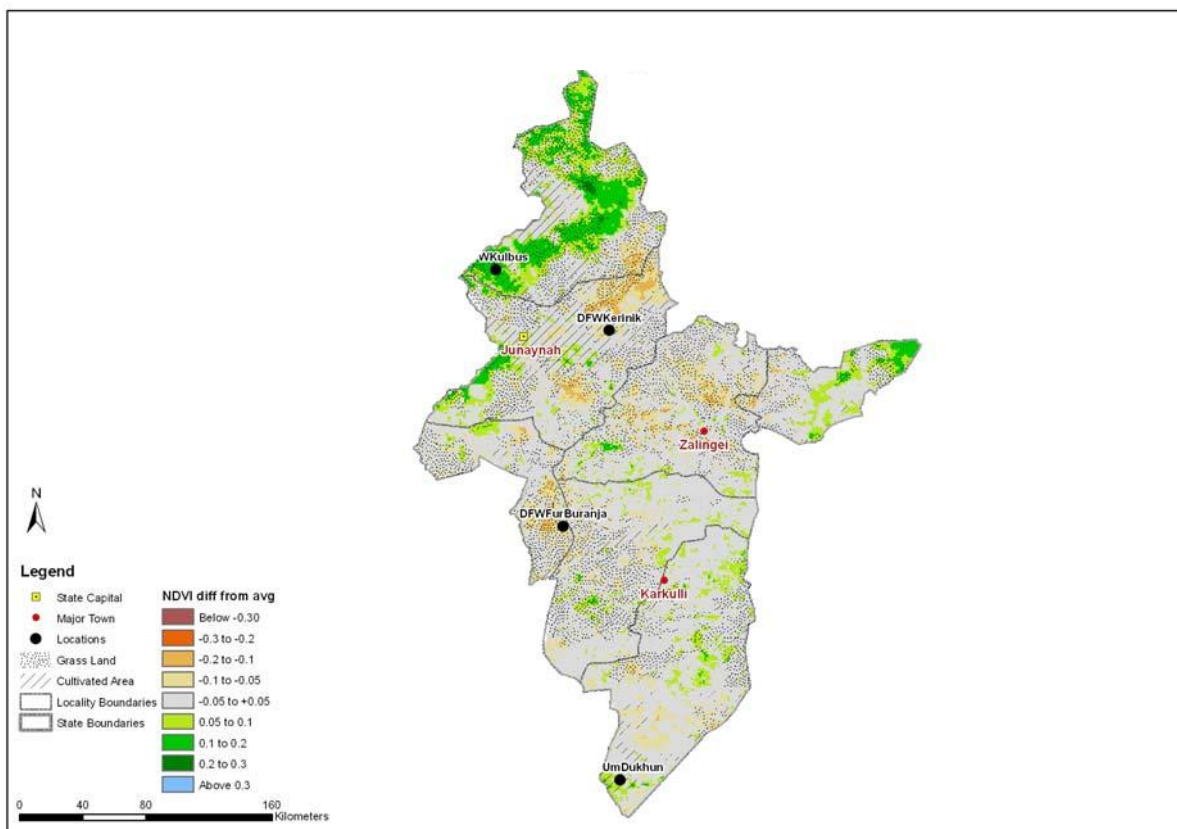 WKulbus
DFWKerinik
Junaynah
Zalingei
DFWFurBuranja
Karkulli
UmDukhun
N
Legend
State Capital
Major Town
Locations
Grass Land
Cultivated Area
Locality Boundaries
State Boundaries
NDVI diff from avg
Below -0.30
-0.3 to -0.2
-0.2 to -0.1
-0.1 to -0.05
-0.05 to +0.05
0.05 to 0.1
0.1 to 0.2
0.2 to 0.3
Above 0.3
0 40 80 160
Kilometers